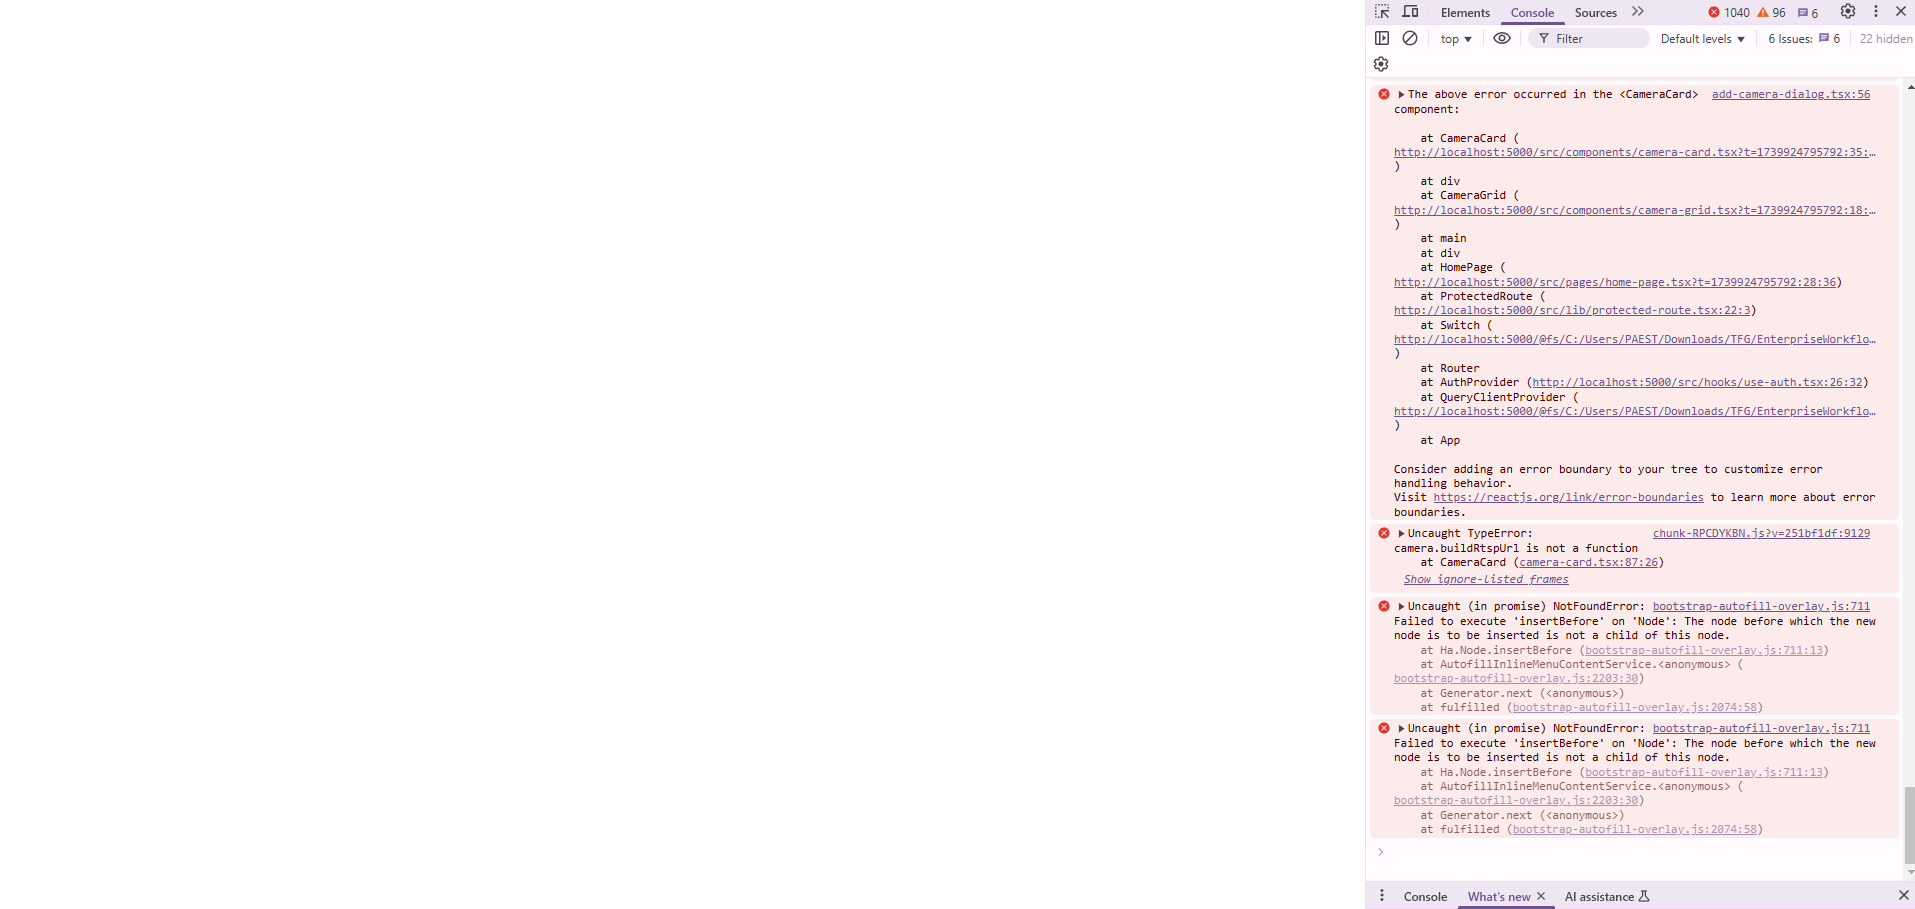 Elements Console Sources 1040 96 6
top Filter Default levels 6 Issues: 6 22 hidden
The above error occurred in the <CameraCard> add-camera-dialog.tsx:56
component:
at CameraCard (
http://localhost:5000/src/components/camera-card.tsx?t=1739924795792:35:…
)
at div
at CameraGrid (
http://localhost:5000/src/components/camera-grid.tsx?t=1739924795792:18:…
)
at main
at div
at HomePage (
http://localhost:5000/src/pages/home-page.tsx?t=1739924795792:28:36)
at ProtectedRoute (
http://localhost:5000/src/lib/protected-route.tsx:22:3)
at Switch (
http://localhost:5000/@fs/C:/Users/PAEST/Downloads/TFG/EnterpriseWorkflo…
)
at Router
at AuthProvider (http://localhost:5000/src/hooks/use-auth.tsx:26:32)
at QueryClientProvider (
http://localhost:5000/@fs/C:/Users/PAEST/Downloads/TFG/EnterpriseWorkflo…
)
at App
Consider adding an error boundary to your tree to customize error
handling behavior.
Visit https://reactjs.org/link/error-boundaries to learn more about error
boundaries.
Uncaught TypeError: chunk-RPCDYKBN.js?v=251bf1df:9129
camera.buildRtspUrl is not a function
at CameraCard (camera-card.tsx:87:26)
Show ignore-listed frames
Uncaught (in promise) NotFoundError: bootstrap-autofill-overlay.js:711
Failed to execute 'insertBefore' on 'Node': The node before which the new
node is to be inserted is not a child of this node.
at Ha.Node.insertBefore (bootstrap-autofill-overlay.js:711:13)
at AutofillInlineMenuContentService.<anonymous> (
bootstrap-autofill-overlay.js:2203:30)
at Generator.next (<anonymous>)
at fulfilled (bootstrap-autofill-overlay.js:2074:58)
Uncaught (in promise) NotFoundError: bootstrap-autofill-overlay.js:711
Failed to execute 'insertBefore' on 'Node': The node before which the new
node is to be inserted is not a child of this node.
at Ha.Node.insertBefore (bootstrap-autofill-overlay.js:711:13)
at AutofillInlineMenuContentService.<anonymous> (
bootstrap-autofill-overlay.js:2203:30)
at Generator.next (<anonymous>)
at fulfilled (bootstrap-autofill-overlay.js:2074:58)
Console What's new AI assistance